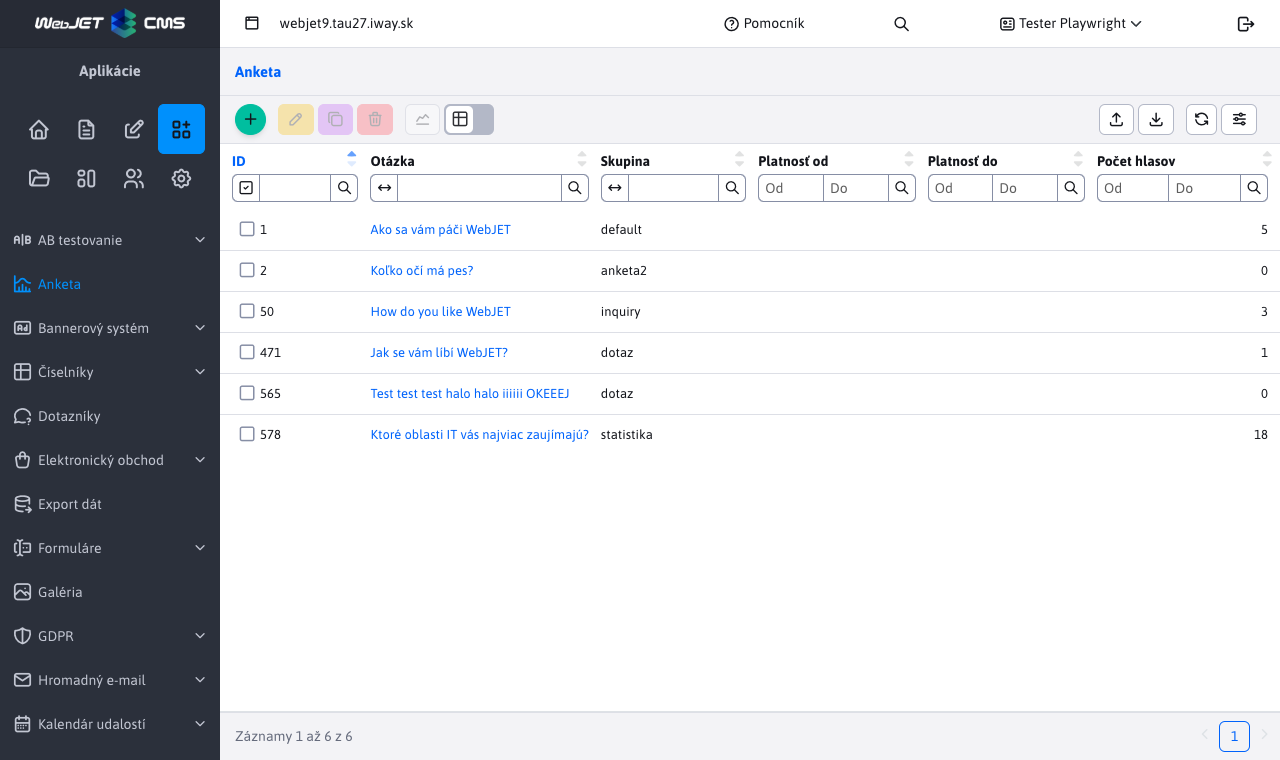 WebJET CMS
webjet9.tau27.iway.sk
Pomocník
Tester Playwright
Aplikácie
AB testovanie
Anketa
Bannerový systém
Číselníky
Dotazníky
Elektronický obchod
Export dát
Formuláre
Galéria
GDPR
Hromadný e-mail
Kalendár udalostí
Anketa
ID Otázka Skupina Platnosť od Platnosť do Počet hlasov
Od Do Od Do Od Do
1 Ako sa vám páči WebJET default 5
2 Koľko očí má pes? anketa2 0
50 How do you like WebJET inquiry 3
471 Jak se vám líbí WebJET? dotaz 1
565 Test test test halo halo iiiiii OKEEEJ dotaz 0
578 Ktoré oblasti IT vás najviac zaujímajú? statistika 18
Záznamy 1 až 6 z 6
1